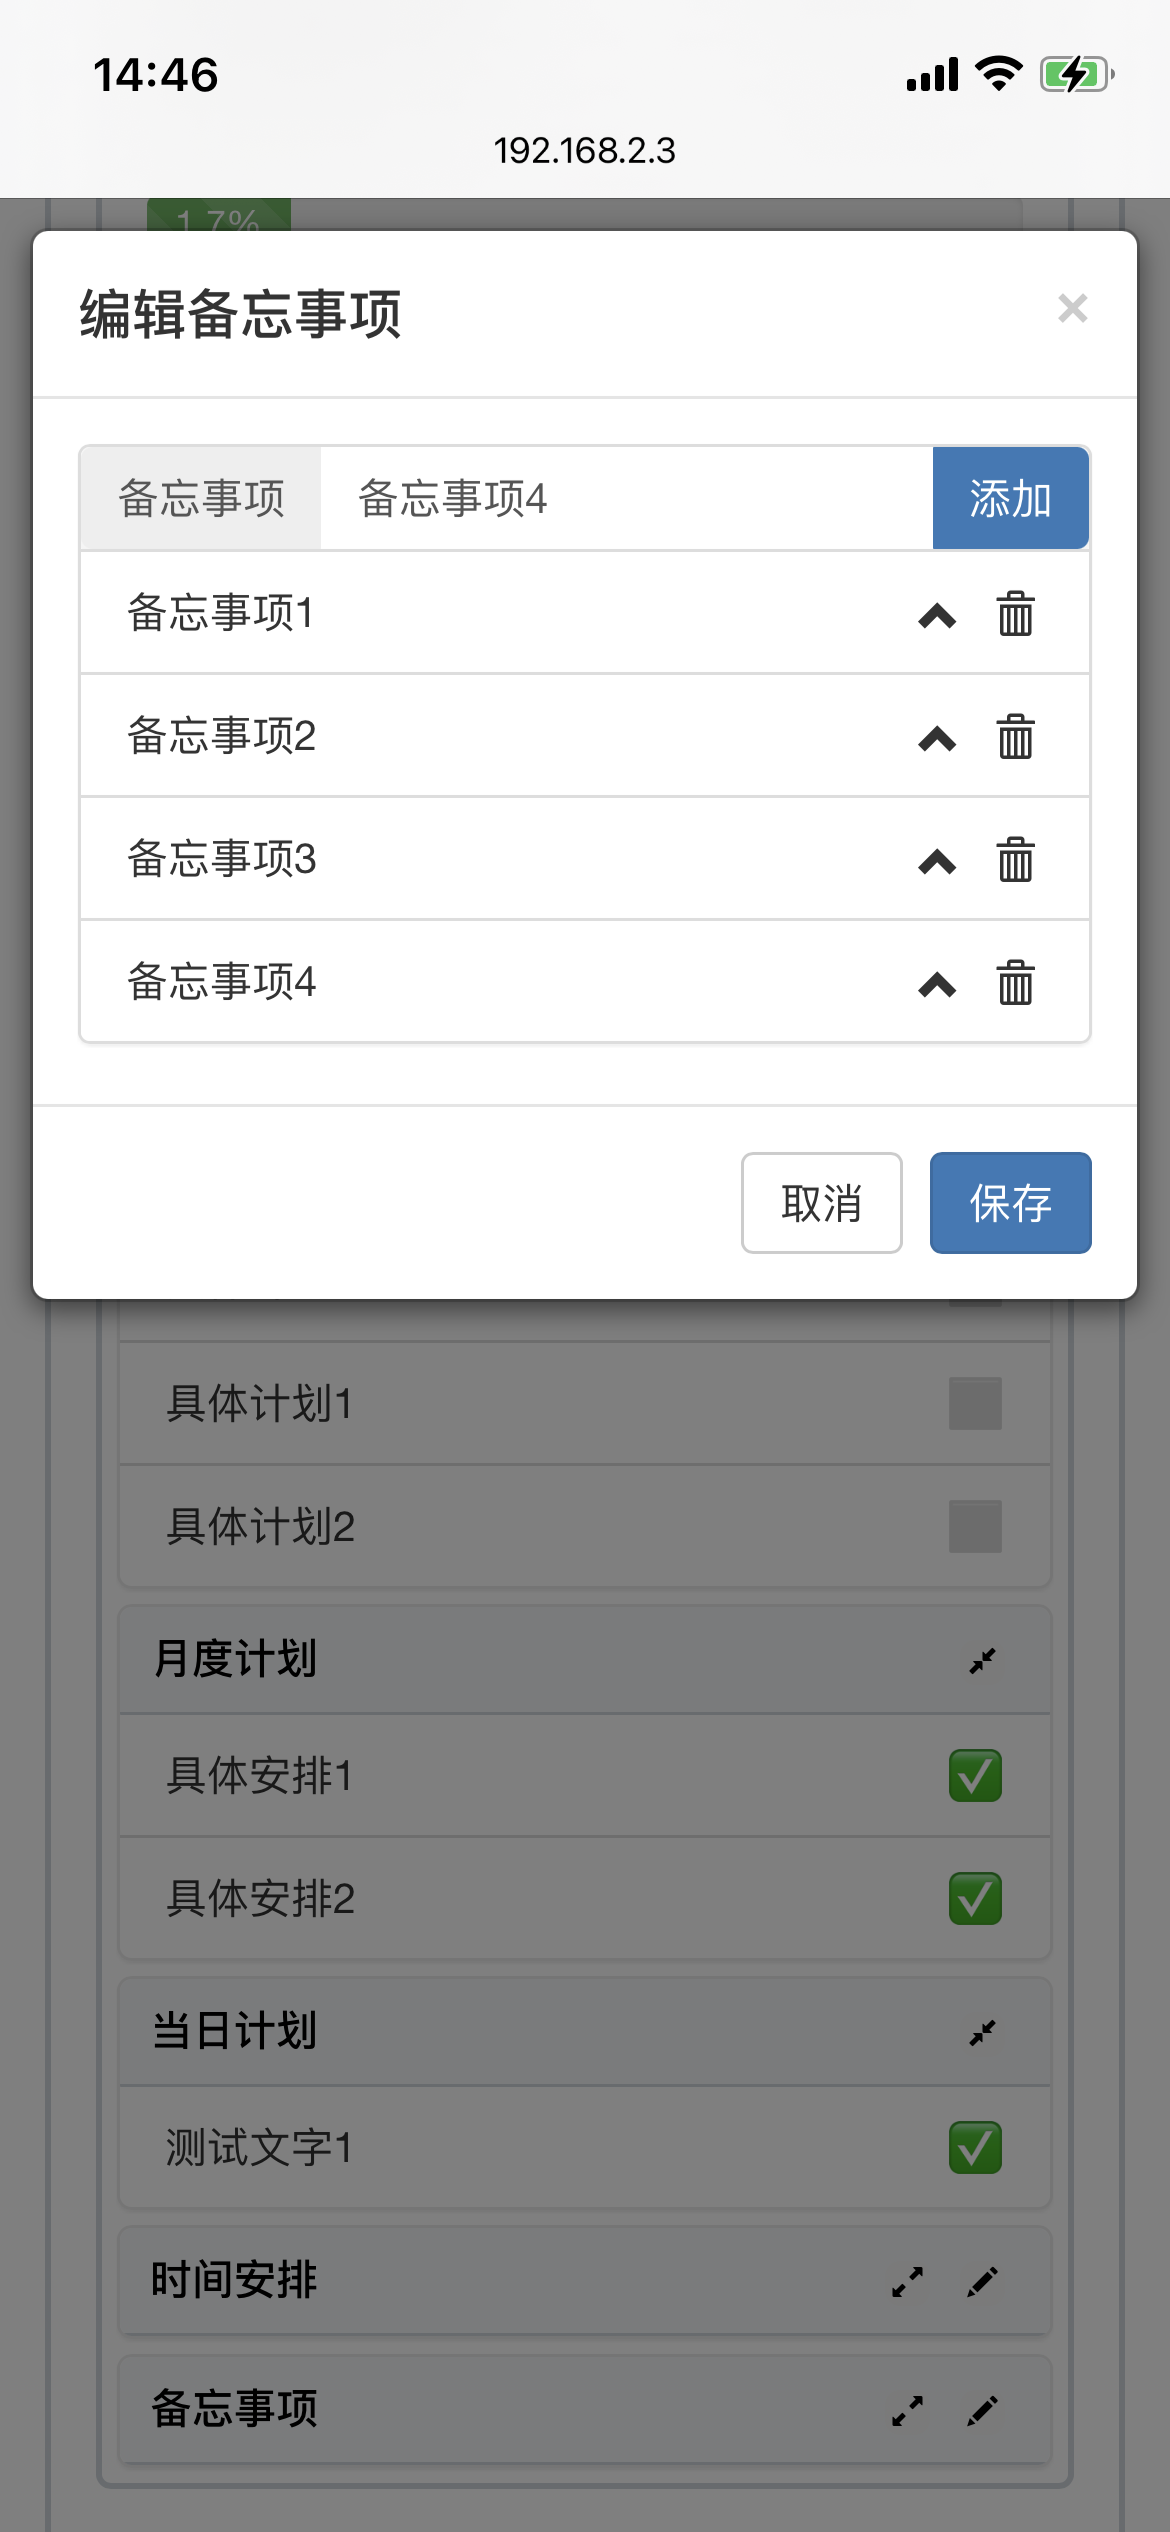 14:46
192.168.2.3
1.7%
编辑备忘事项
×
备忘事项 备忘事项4 添加
备忘事项1
备忘事项2
备忘事项3
备忘事项4
取消 保存
具体计划1
具体计划2
月度计划
具体安排1
具体安排2
当日计划
测试文字1
时间安排
备忘事项